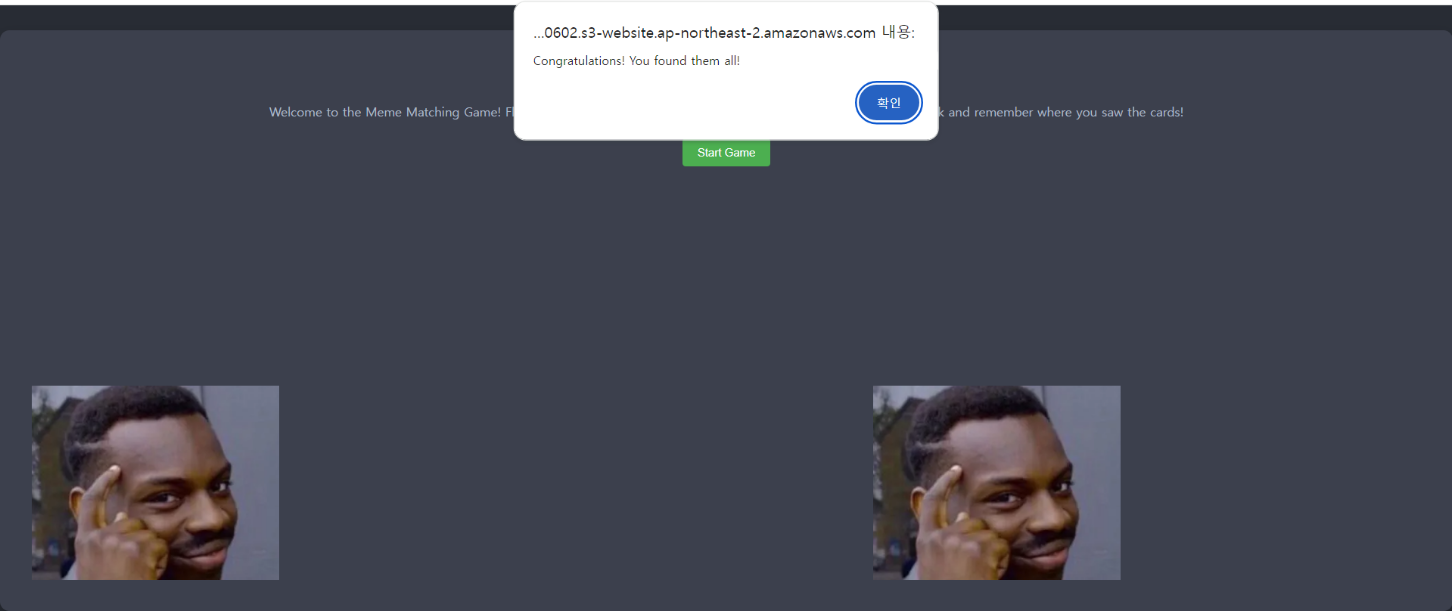 ...0602.s3-website.ap-northeast-2.amazonaws.com 내용:
Congratulations! You found them all!
확인
Welcome to the Meme Matching Game! and remember where you saw the cards!
Start Game